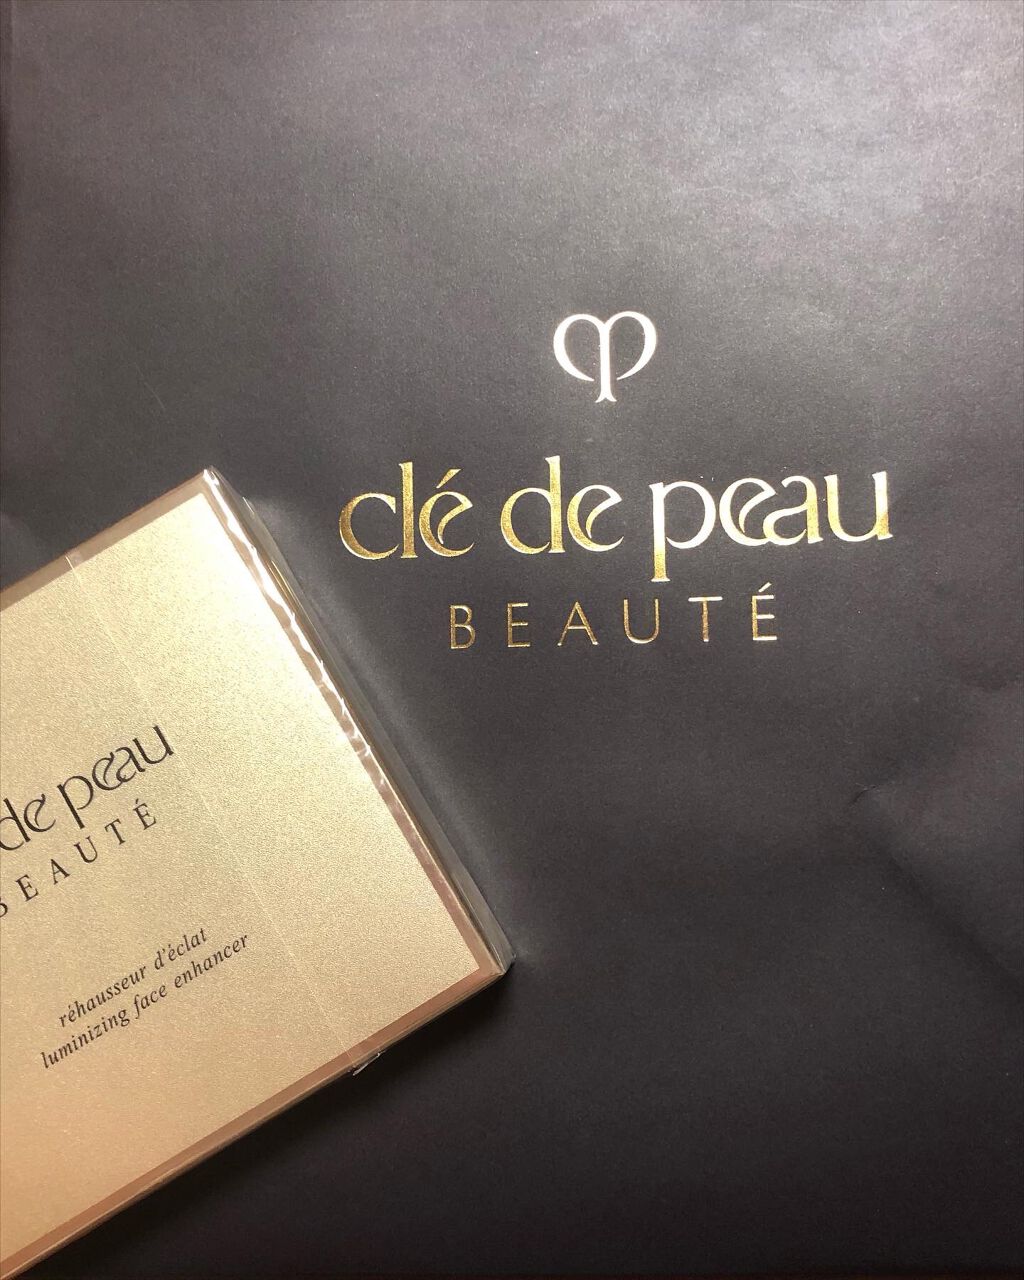 clé de peau
BEAUTÉ
de peau
BEAUTÉ
réhausseur d'éclat
luminizing face enhancer